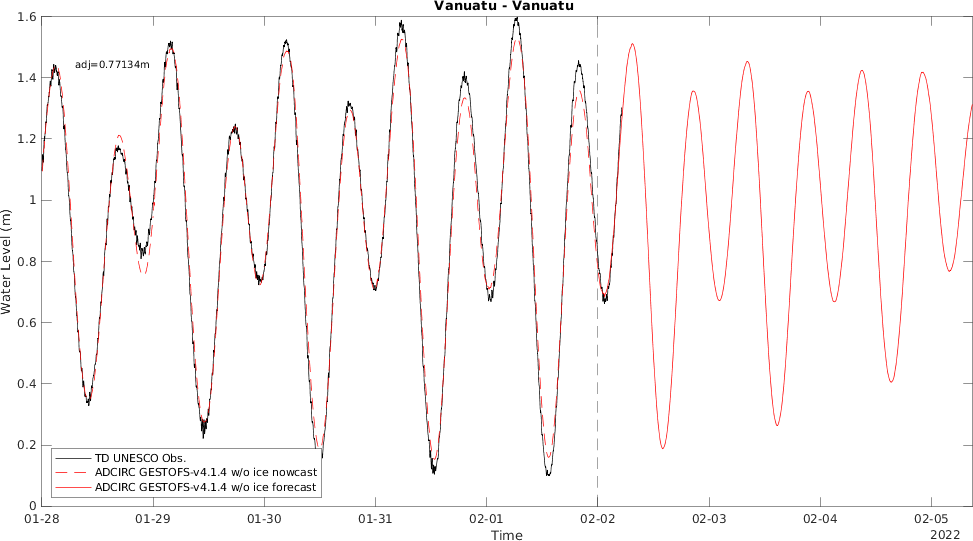 Vanuatu - Vanuatu
adj=0.77134m
Water Level (m)
1.6
1.4
1.2
1
0.8
0.6
0.4
0.2
0
TD UNESCO Obs.
ADCIRC GESTOFS-v4.1.4 w/o ice nowcast
ADCIRC GESTOFS-v4.1.4 w/o ice forecast
01-28 01-29 01-30 01-31 02-01 02-02 02-03 02-04 02-05
Time
2022